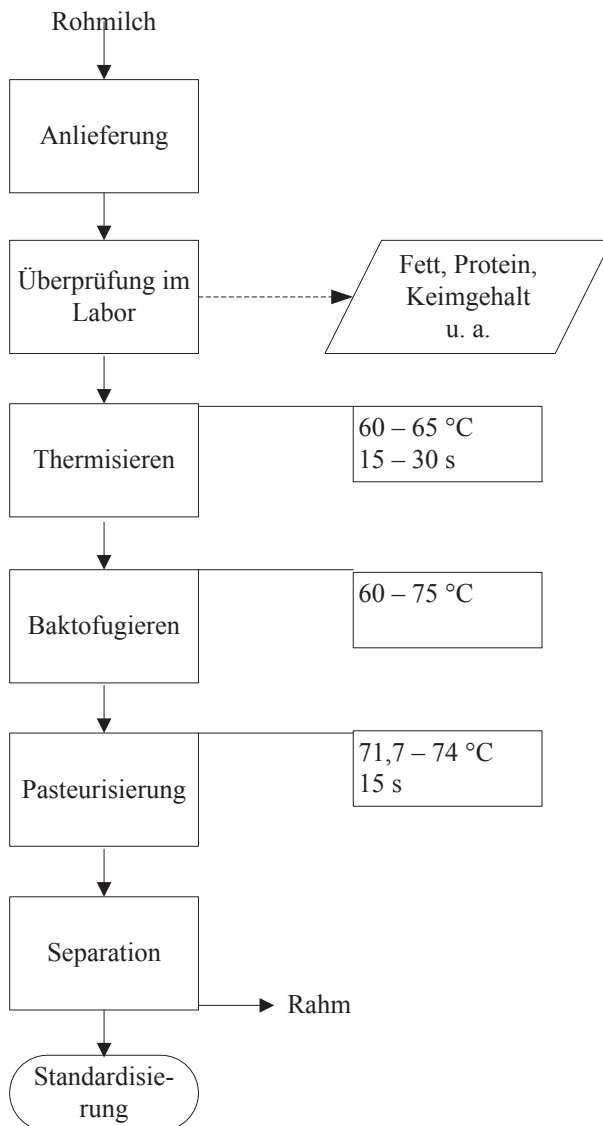 Rohmilch
Anlieferung
Überprüfung im
Labor
Fett, Protein,
Keimgehalt
u. a.
Thermisieren
60 – 65 °C
15 – 30 s
Baktofugieren
60 – 75 °C
Pasteurisierung
71,7 – 74 °C
15 s
Separation
Rahm
Standardisie-
rung